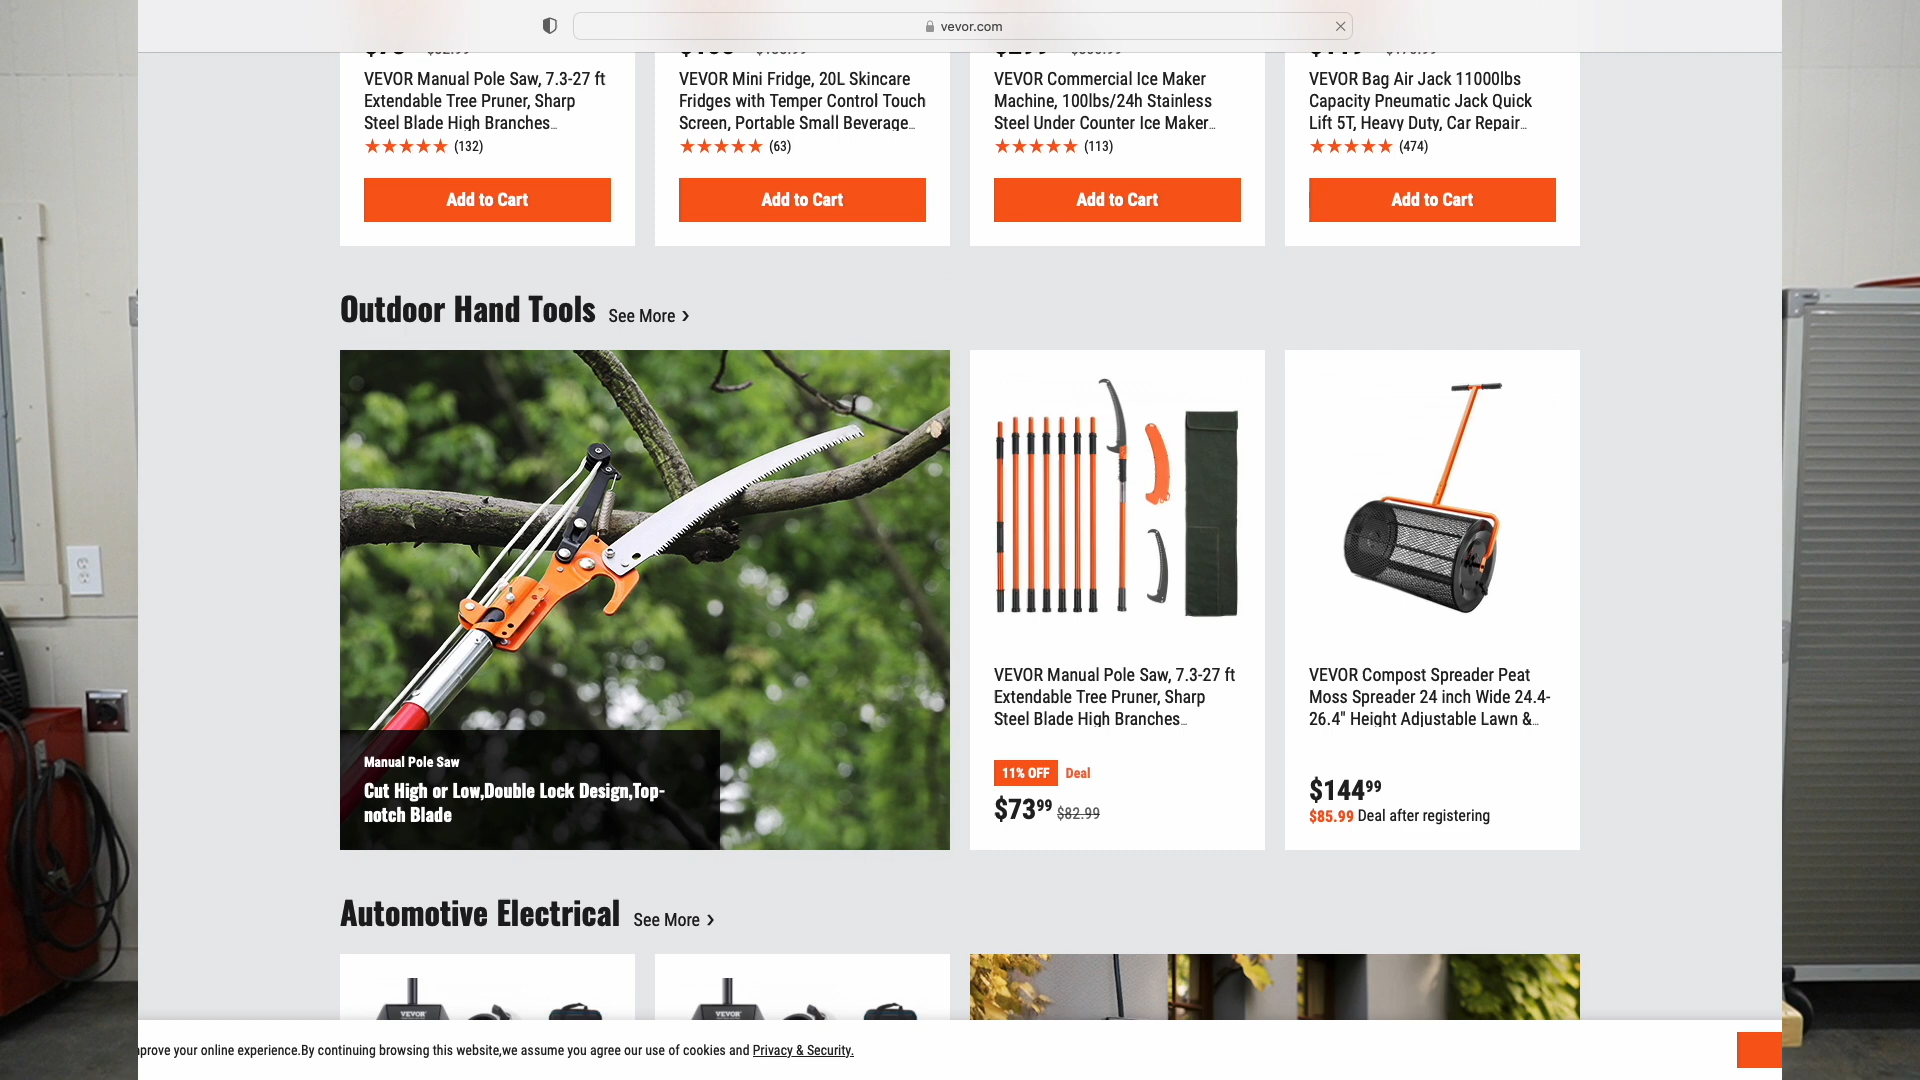 vevor.com
VEVOR Manual Pole Saw, 7.3-27 ft
Extendable Tree Pruner, Sharp
Steel Blade High Branches...
(132)
Add to Cart
VEVOR Mini Fridge, 20L Skincare
Fridges with Temper Control Touch
Screen, Portable Small Beverage...
(63)
Add to Cart
VEVOR Commercial Ice Maker
Machine, 100lbs/24h Stainless
Steel Under Counter Ice Maker...
(113)
Add to Cart
VEVOR Bag Air Jack 11000lbs
Capacity Pneumatic Jack Quick
Lift 5T, Heavy Duty, Car Repair...
(474)
Add to Cart
Outdoor Hand Tools See More >
Manual Pole Saw
Cut High or Low,Double Lock Design,Top-
notch Blade
VEVOR Manual Pole Saw, 7.3-27 ft
Extendable Tree Pruner, Sharp
Steel Blade High Branches...
11% OFF Deal
$73.99 $82.99
VEVOR Compost Spreader Peat
Moss Spreader 24 inch Wide 24.4-
26.4" Height Adjustable Lawn &...
$144.99
$85.99 Deal after registering
Automotive Electrical See More >
VEVOR
VEVOR
prove your online experience.By continuing browsing this website,we assume you agree our use of cookies and Privacy & Security.